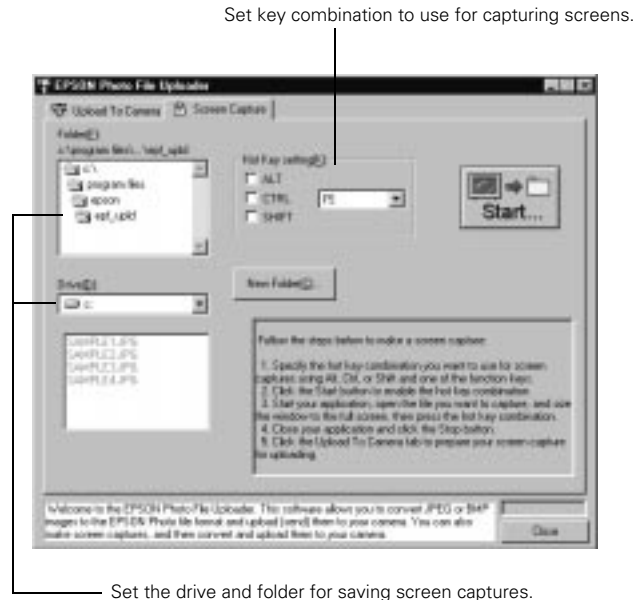 Set key combination to use for capturing screens.
EPSON Photo File Uploader
Upload To Camera
Screen Capture
Folder(F):
c:\program files\...\epf_upld
c:\
program files
epson
epf_upld
Hot Key setting(K):
ALT
CTRL
SHIFT
Start...
Drive(D):
c:
New Folder
SAMPLE1.JPG
SAMPLE2.JPG
SAMPLE3.JPG
SAMPLE4.JPG
Follow the steps below to make a screen capture:
1. Specify the hot key combination you want to use for screen
captures using Alt, Ctrl, or Shift and one of the function keys.
2. Click the Start button to enable the hot key combination.
3. Start your application, open the file you want to capture, and size
the window to the full screen, then press the hot key combination.
4. Close your application and click the Stop button.
5. Click the Upload To Camera tab to prepare your screen capture
for uploading.
Welcome to the EPSON Photo File Uploader. This software allows you to convert JPEG or BMP
images to the EPSON Photo file format and upload (send) them to your camera. You can also
make screen captures, and then convert and upload them to your camera.
Close
Set the drive and folder for saving screen captures.